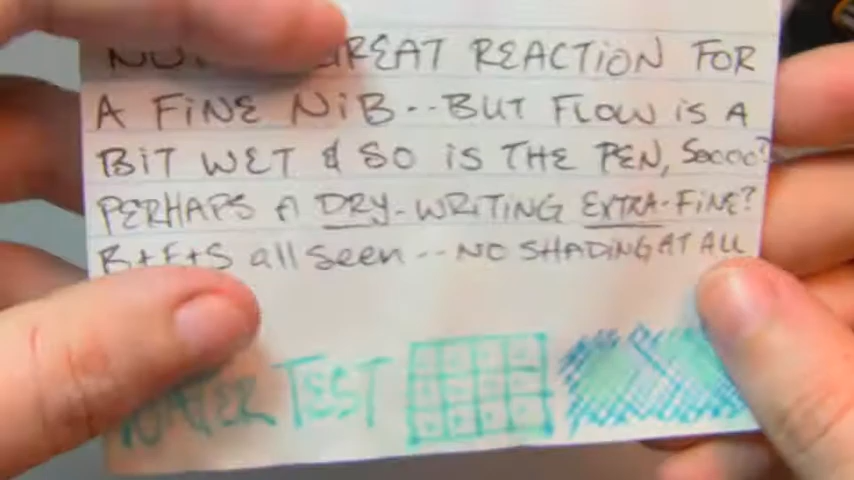 GREAT REACTION FOR
A FiNE NiB--BUT FLOW iS A
BiT WET & SO iS THE PEN, Soooo?
PERHAPS A DRY-WRITING EXTRA-FiNE?
B+F+S all seen--NO SHADiNG AT ALL
WATER TEST